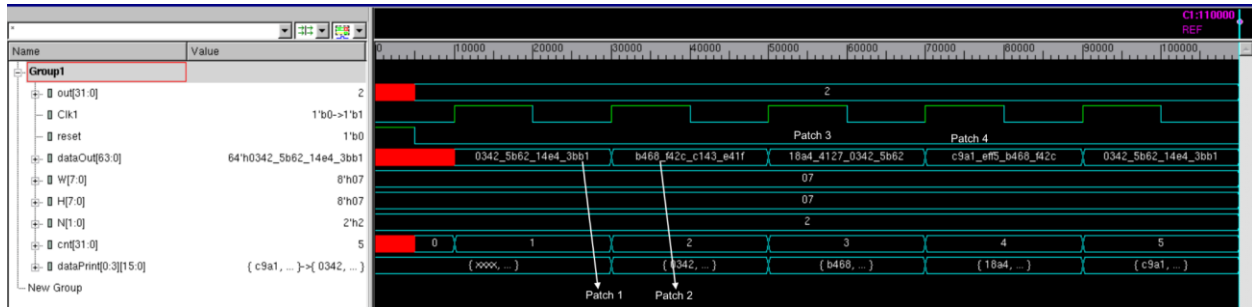 C1:110000
REF
*
Name Value
0 10000 20000 30000 40000 50000 60000 70000 80000 90000 100000
Group1
out[31:0] 2 2
Clk1 1'b0->1'b1
reset 1'b0 Patch 3 Patch 4
dataOut[63:0] 64'h0342_5b62_14e4_3bb1 0342_5b62_14e4_3bb1 b468_f42c_c143_e41f 18a4_4127_0342_5b62 c9a1_eff5_b468_f42c 0342_5b62_14e4_3bb1
W[7:0] 8'h07 07
H[7:0] 8'h07 07
N[1:0] 2'h2 2
cnt[31:0] 5 0 1 2 3 4 5
dataPrint[0:3][15:0] { c9a1, ... }->{ 0342, ... } { xxxx, ... } { 0342, ... } { b468, ... } { 18a4, ... } { c9a1, ... }
New Group
Patch 1 Patch 2